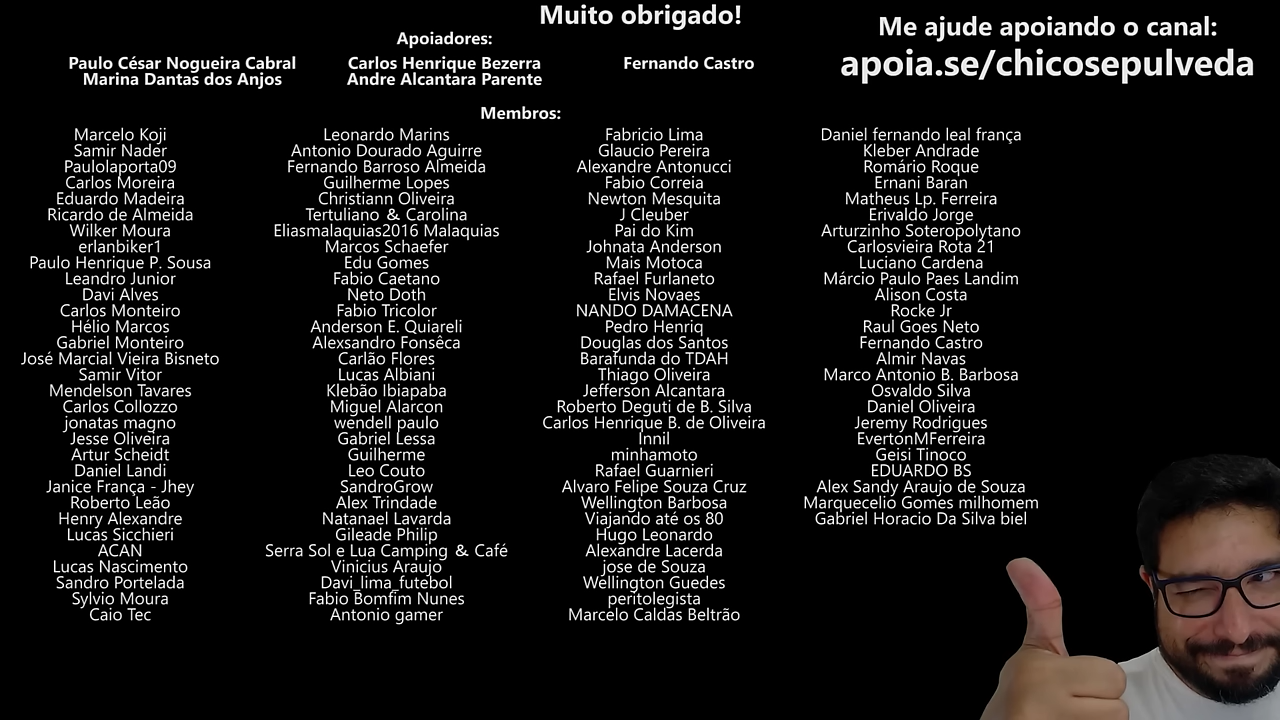 Muito obrigado!
Me ajude apoiando o canal:
apoia.se/chicosepulveda
Apoiadores:
Paulo César Nogueira Cabral
Marina Dantas dos Anjos
Carlos Henrique Bezerra
Andre Alcantara Parente
Fernando Castro
Membros:
Marcelo Koji
Samir Nader
Paulolaporta09
Carlos Moreira
Eduardo Madeira
Ricardo de Almeida
Wilker Moura
erlanbiker1
Paulo Henrique P. Sousa
Leandro Junior
Davi Alves
Carlos Monteiro
Hélio Marcos
Gabriel Monteiro
José Marcial Vieira Bisneto
Samir Vitor
Mendelson Tavares
Carlos Collozzo
jonatas magno
Jesse Oliveira
Artur Scheidt
Daniel Landi
Janice França - Jhey
Roberto Leão
Henry Alexandre
Lucas Sicchieri
ACAN
Lucas Nascimento
Sandro Portelada
Sylvio Moura
Caio Tec
Leonardo Marins
Antonio Dourado Aguirre
Fernando Barroso Almeida
Guilherme Lopes
Christiann Oliveira
Tertuliano & Carolina
Eliasmalaquias2016 Malaquias
Marcos Schaefer
Edu Gomes
Fabio Caetano
Neto Doth
Fabio Tricolor
Anderson E. Quiareli
Alexsandro Fonsêca
Carlão Flores
Lucas Albiani
Klebão Ibiapaba
Miguel Alarcon
wendell paulo
Gabriel Lessa
Guilherme
Leo Couto
SandroGrow
Alex Trindade
Natanael Lavarda
Gileade Philip
Serra Sol e Lua Camping & Café
Vinicius Araujo
Davi_lima_futebol
Fabio Bomfim Nunes
Antonio gamer
Fabricio Lima
Glaucio Pereira
Alexandre Antonucci
Fabio Correia
Newton Mesquita
J Cleuber
Pai do Kim
Johnata Anderson
Mais Motoca
Rafael Furlaneto
Elvis Novaes
NANDO DAMACENA
Pedro Henriq
Douglas dos Santos
Barafunda do TDAH
Thiago Oliveira
Jefferson Alcantara
Roberto Deguti de B. Silva
Carlos Henrique B. de Oliveira
Innil
minhamoto
Rafael Guarnieri
Alvaro Felipe Souza Cruz
Wellington Barbosa
Viajando até os 80
Hugo Leonardo
Alexandre Lacerda
jose de Souza
Wellington Guedes
peritolegista
Marcelo Caldas Beltrão
Daniel fernando leal frança
Kleber Andrade
Romário Roque
Ernani Baran
Matheus Lp. Ferreira
Erivaldo Jorge
Arturzinho Soteropolytano
Carlosvieira Rota 21
Luciano Cardena
Márcio Paulo Paes Landim
Alison Costa
Rocke Jr
Raul Goes Neto
Fernando Castro
Almir Navas
Marco Antonio B. Barbosa
Osvaldo Silva
Daniel Oliveira
Jeremy Rodrigues
EvertonMFerreira
Geisi Tinoco
EDUARDO BS
Alex Sandy Araujo de Souza
Marquecelio Gomes milhomem
Gabriel Horacio Da Silva biel